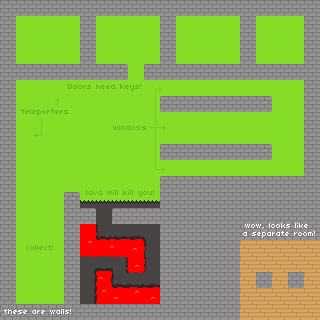 Doors need keys!
teleporters
windows
lava will kill you!
wow, looks like
a separate room!
collect!
these are walls!